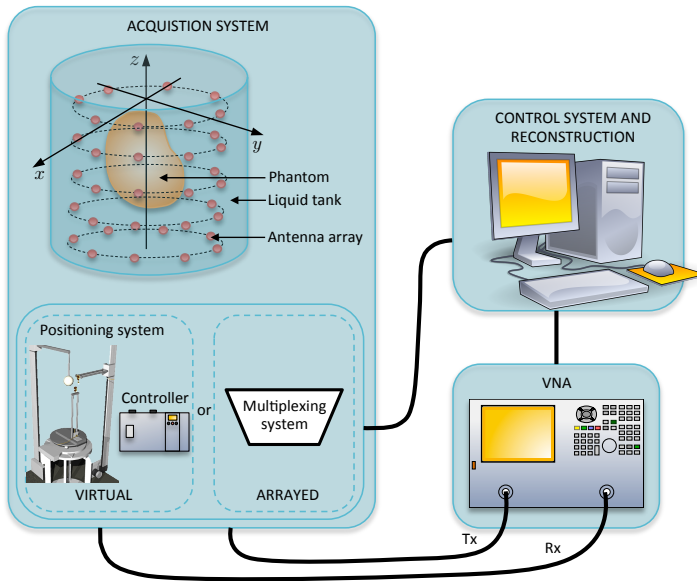 ACQUISTION SYSTEM
z
x
y
Phantom
Liquid tank
Antenna array
Positioning system
Controller
or
Multiplexing
system
VIRTUAL
ARRAYED
CONTROL SYSTEM AND
RECONSTRUCTION
VNA
Tx
Rx